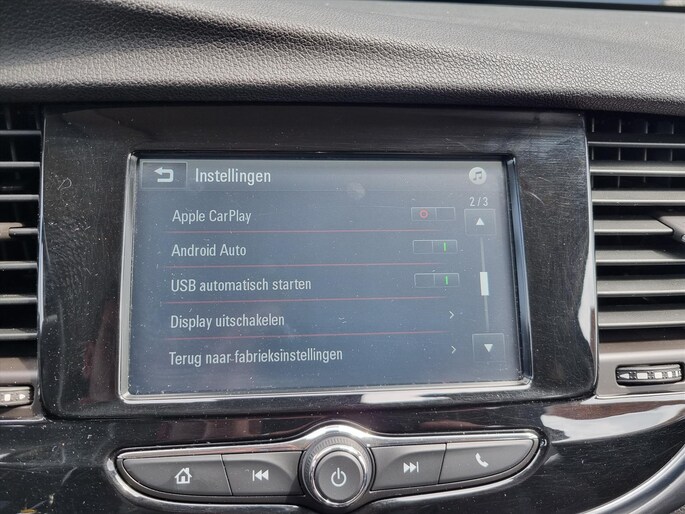 Instellingen
2/3
Apple CarPlay
Android Auto
USB automatisch starten
Display uitschakelen
Terug naar fabrieksinstellingen